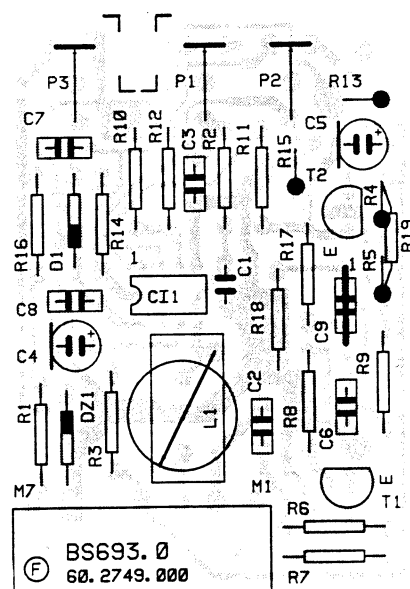 P3
P1
P2
R13
C7
R10
R12
C3
R2
R11
R15
C5
+
T2
R4
R16
D1
R14
1
E
R17
R5
R19
C8
CI1
C1
R18
C9
1
C4
+
R1
DZ1
R3
L1
C2
R8
C6
R9
M7
M1
E
T1
R6
R7
F
BS693.0
60.2749.000